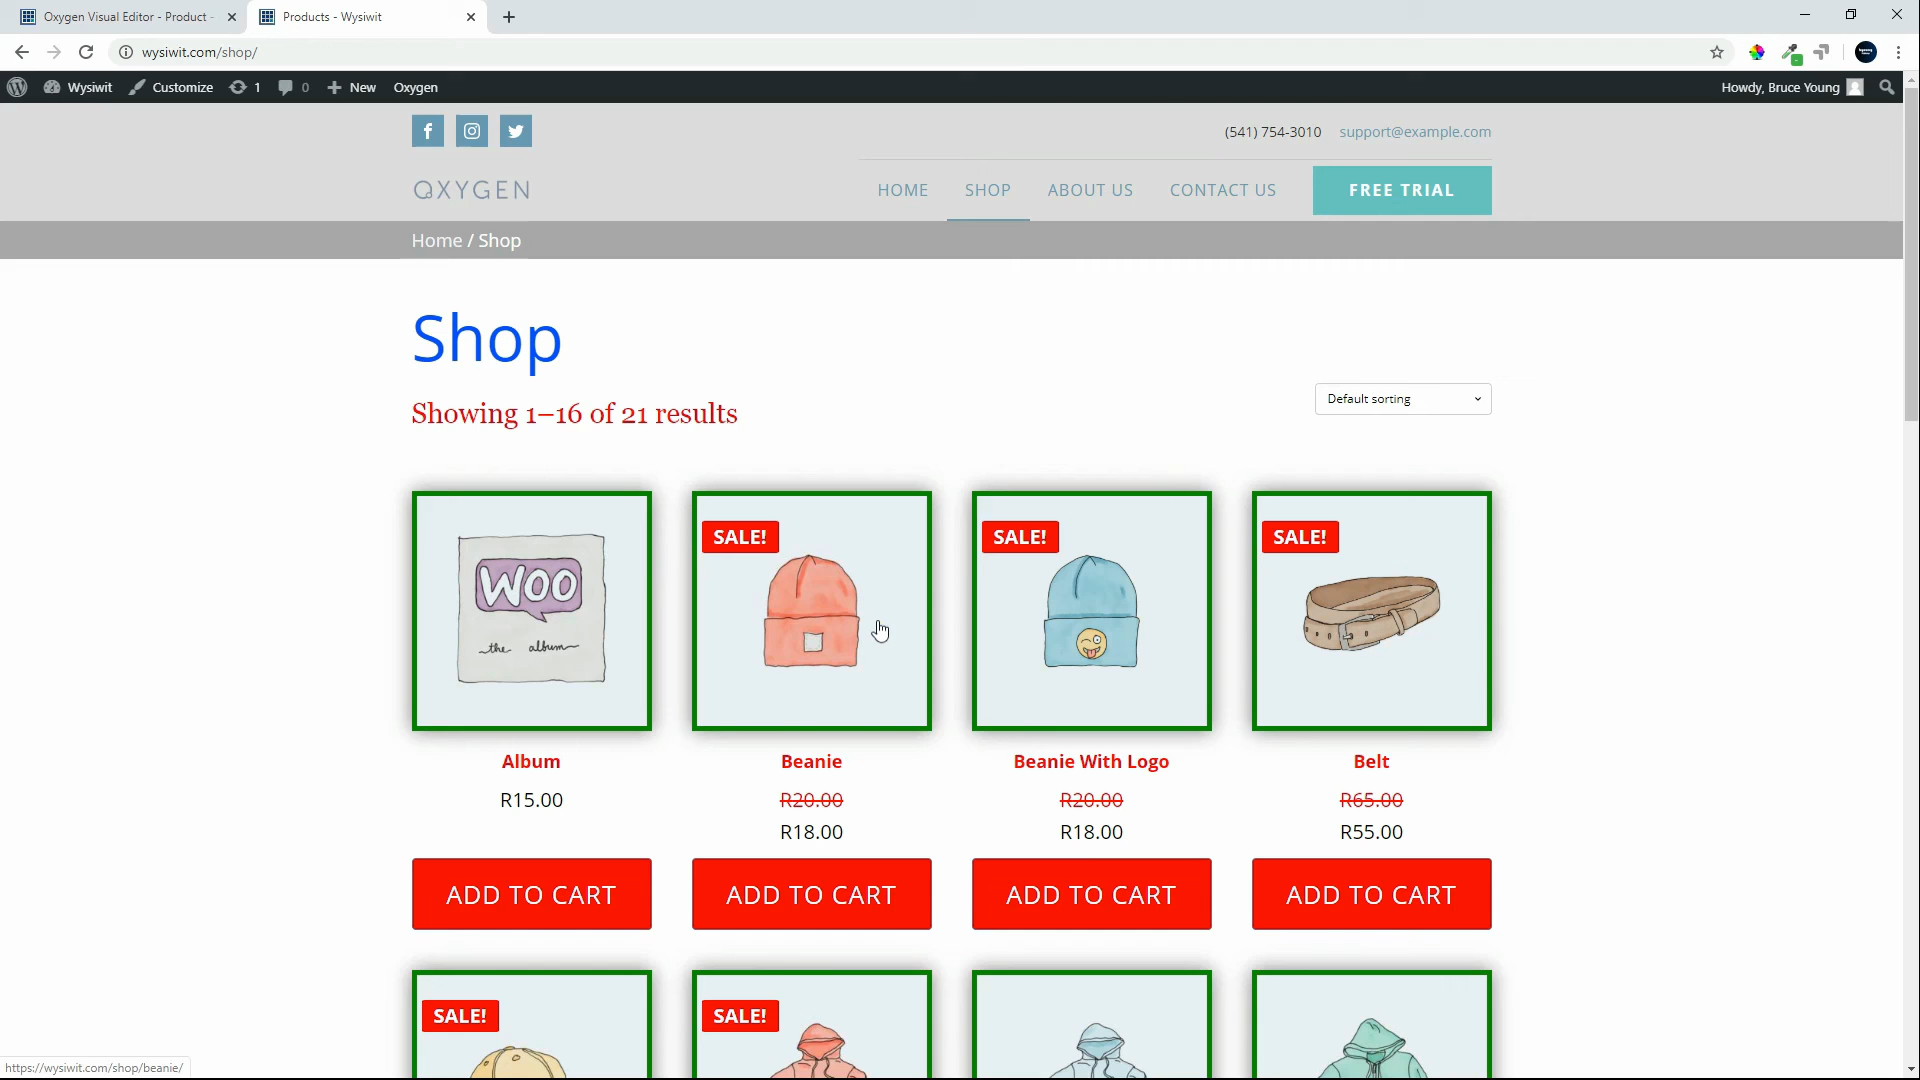 Oxygen Visual Editor - Product -
Products - Wysiwit
wysiwit.com/shop/
Wysiwit Customize 1 0 New Oxygen Howdy, Bruce Young
(541) 754-3010 support@example.com
OXYGEN
HOME SHOP ABOUT US CONTACT US FREE TRIAL
Home / Shop
Shop
Showing 1–16 of 21 results
Default sorting
SALE! SALE! SALE!
WOO
the album
Album Beanie Beanie With Logo Belt
R15.00 R20.00 R20.00 R65.00
R18.00 R18.00 R55.00
ADD TO CART ADD TO CART ADD TO CART ADD TO CART
SALE! SALE!
https://wysiwit.com/shop/beanie/